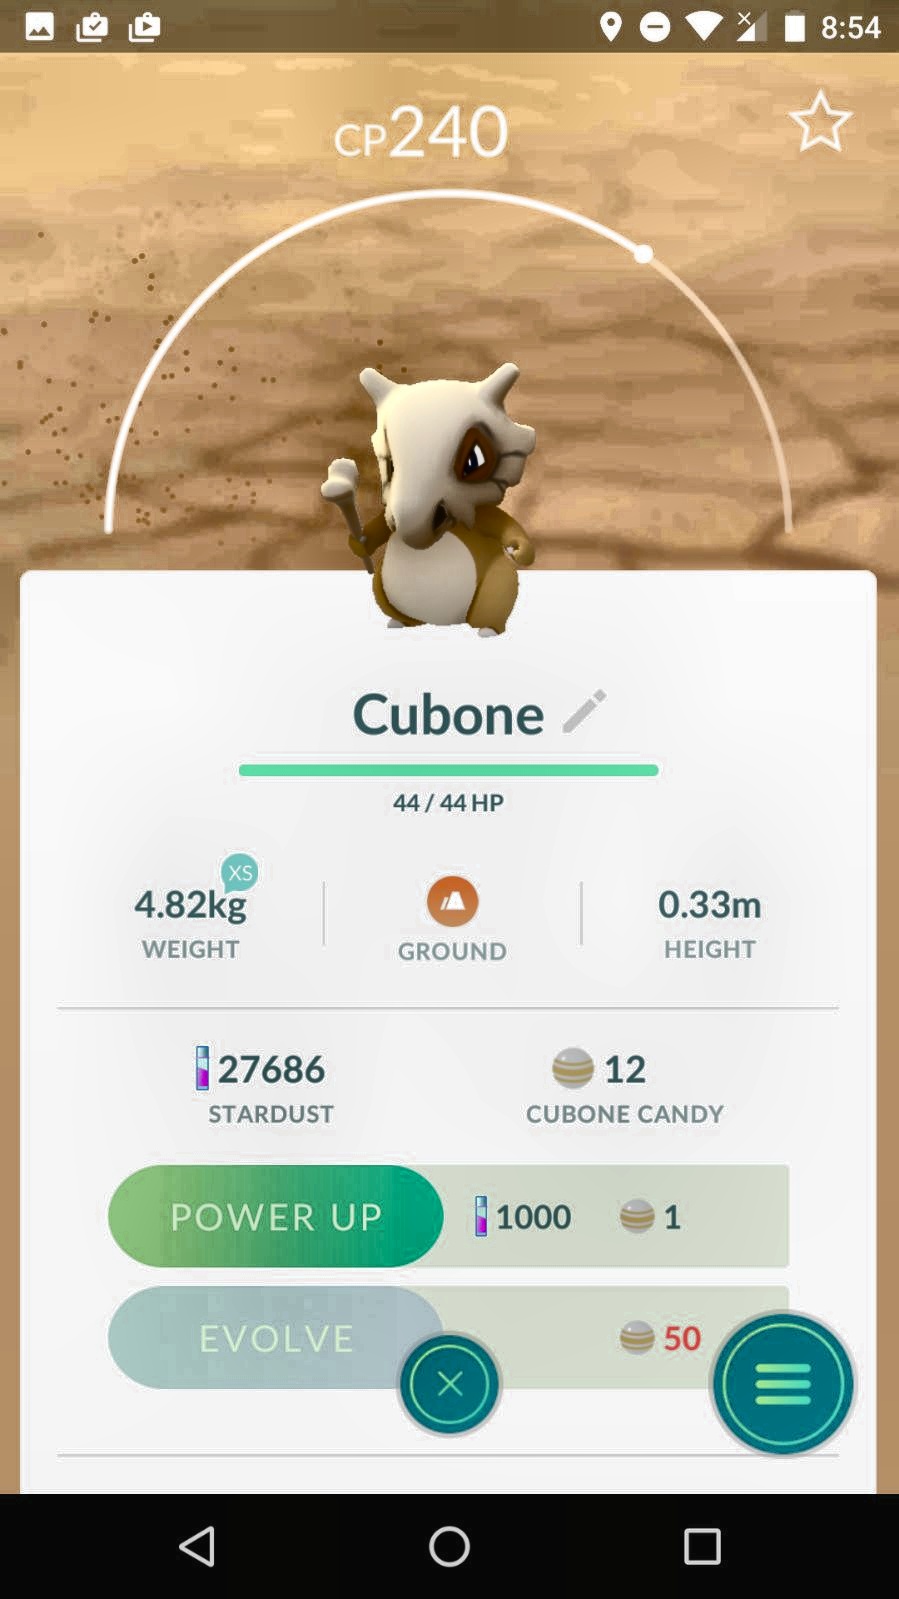 8:54
CP240
Cubone
44 / 44 HP
XS
4.82kg
WEIGHT
GROUND
0.33m
HEIGHT
27686
STARDUST
12
CUBONE CANDY
POWER UP 1000 1
EVOLVE 50